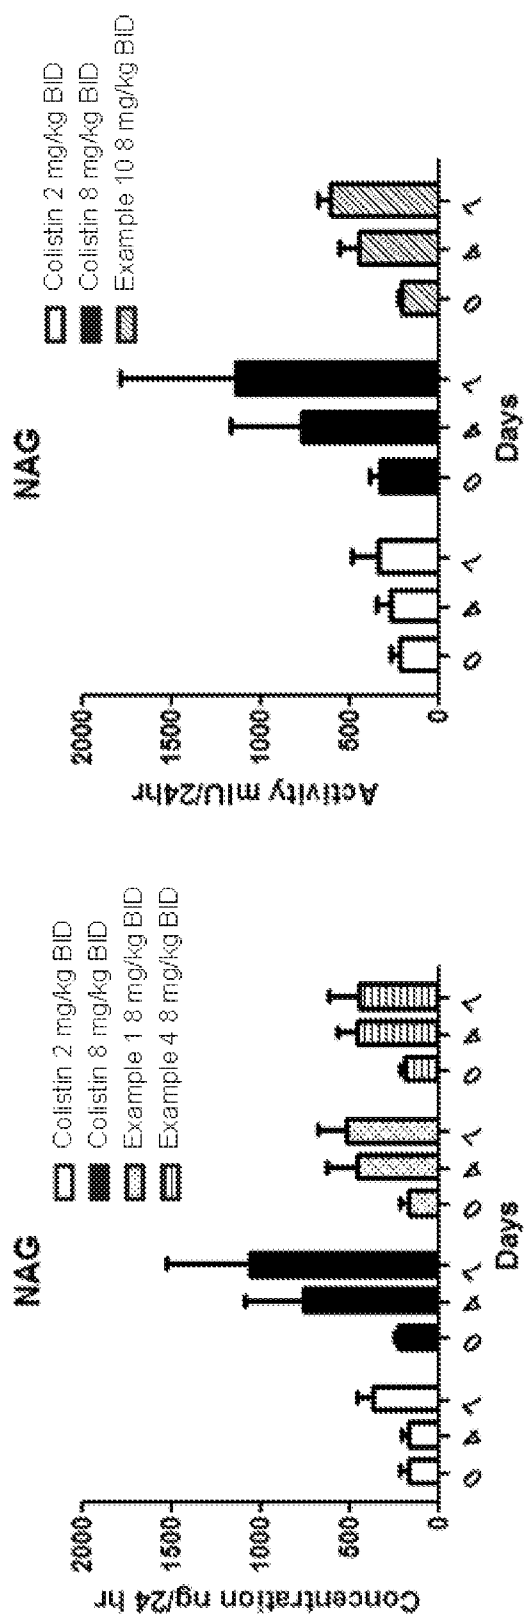 NAG
Colistin 2 mg/kg BID
Colistin 8 mg/kg BID
Example 1 8 mg/kg BID
Example 4 8 mg/kg BID
Concentration ng/24 hr
2000
1500
1000
500
0
0 4 7 0 4 7 0 4 7 0 4 7
Days
NAG
Colistin 2 mg/kg BID
Colistin 8 mg/kg BID
Example 10 8 mg/kg BID
Activity mIU/24hr
2000
1500
1000
500
0
0 4 7 0 4 7 0 4 7
Days